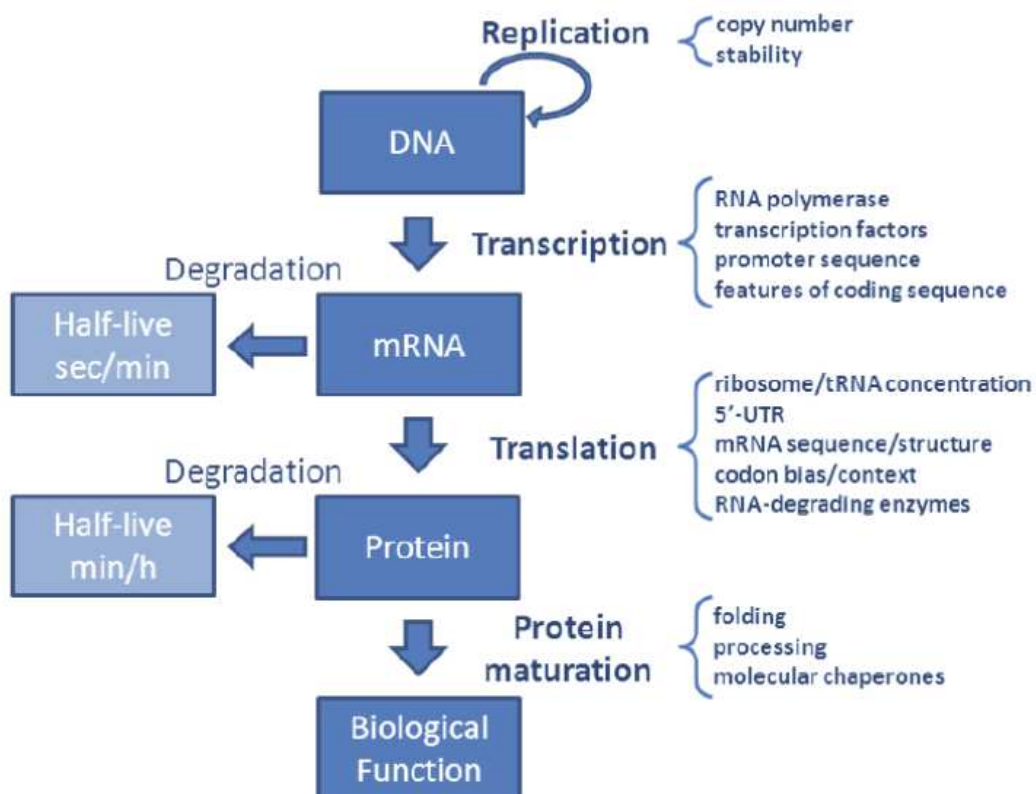 Replication
copy number
stability
DNA
Transcription
RNA polymerase
transcription factors
promoter sequence
features of coding sequence
Degradation
Half-live
sec/min
mRNA
Translation
ribosome/tRNA concentration
5′-UTR
mRNA sequence/structure
codon bias/context
RNA-degrading enzymes
Degradation
Half-live
min/h
Protein
Protein
maturation
folding
processing
molecular chaperones
Biological
Function